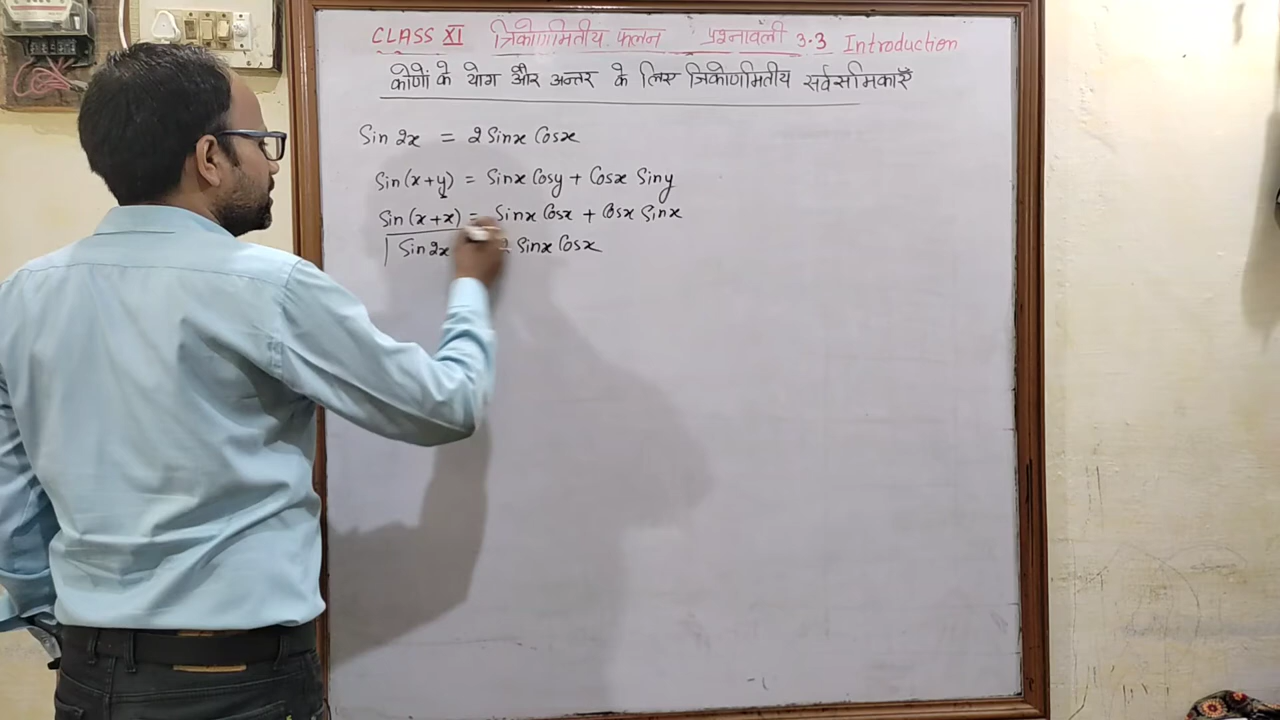 CLASS XI त्रिकोणमितीय फलन प्रश्नावली 3.3 Introduction
कोणों के योग और अन्तर के लिए त्रिकोणमितीय सर्वसमिकाएँ
Sin 2x = 2 Sinx Cosx
Sin (x+y) = Sinx Cosy + Cosx Siny
Sin (x+x) = Sinx Cosx + Cosx Sinx
Sin 2x 2 Sinx Cosx